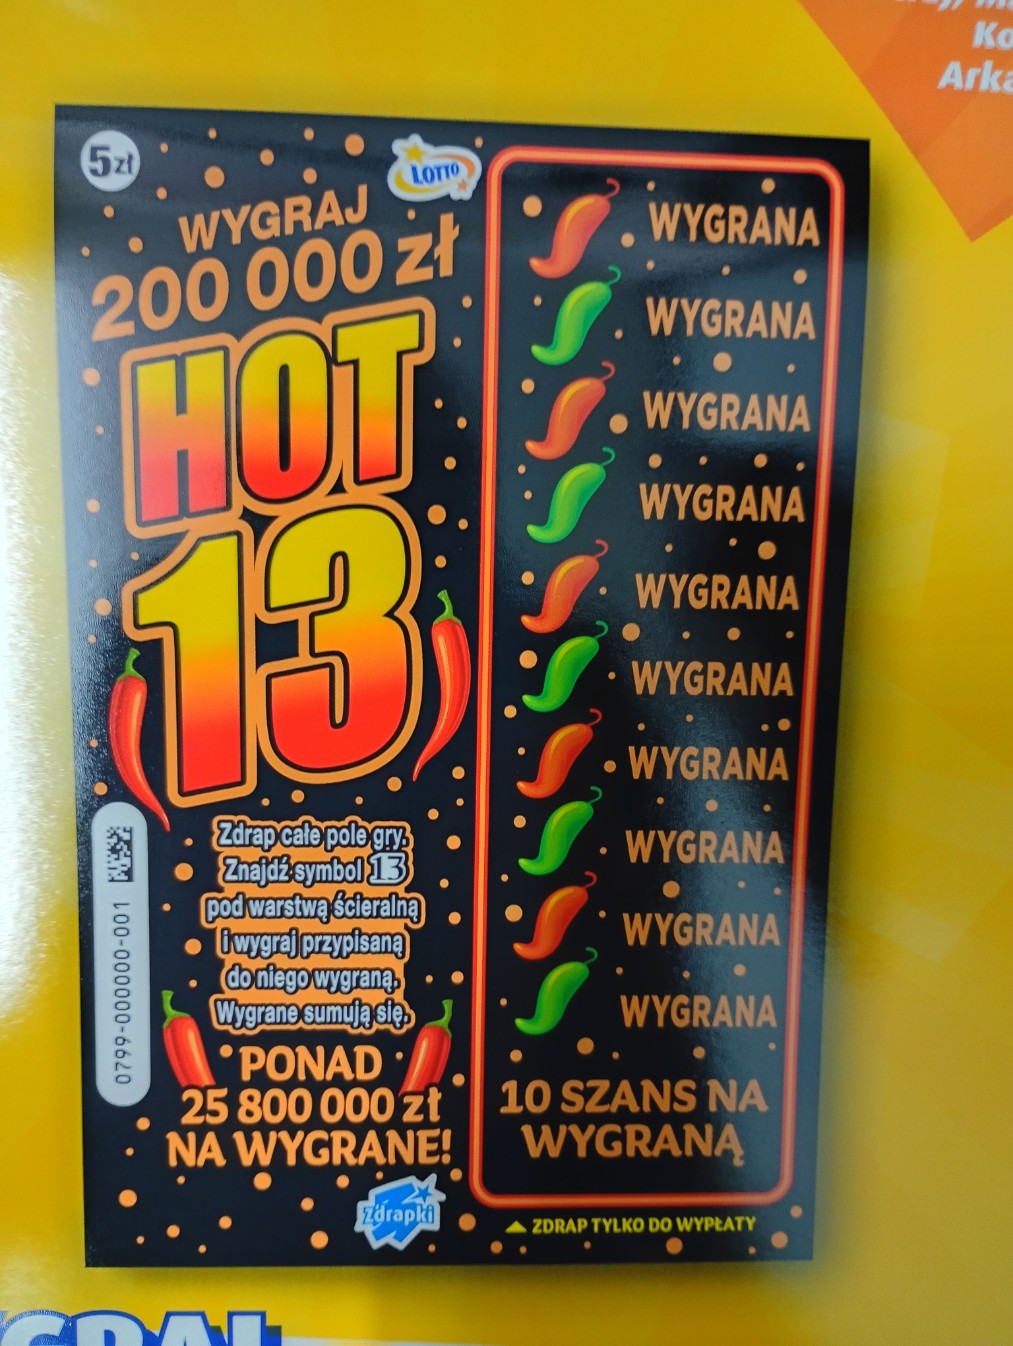 Ko
Arka
5 zł
LOTTO
WYGRAJ
200 000 zł
HOT
13
Zdrap całe pole gry.
Znajdź symbol 13
pod warstwą ścieralną
i wygraj przypisaną
do niego wygraną.
Wygrane sumują się.
0799-000000-001
PONAD
25 800 000 zł
NA WYGRANE!
Zdrapki
WYGRANA
WYGRANA
WYGRANA
WYGRANA
WYGRANA
WYGRANA
WYGRANA
WYGRANA
WYGRANA
WYGRANA
10 SZANS NA
WYGRANĄ
ZDRAP TYLKO DO WYPŁATY